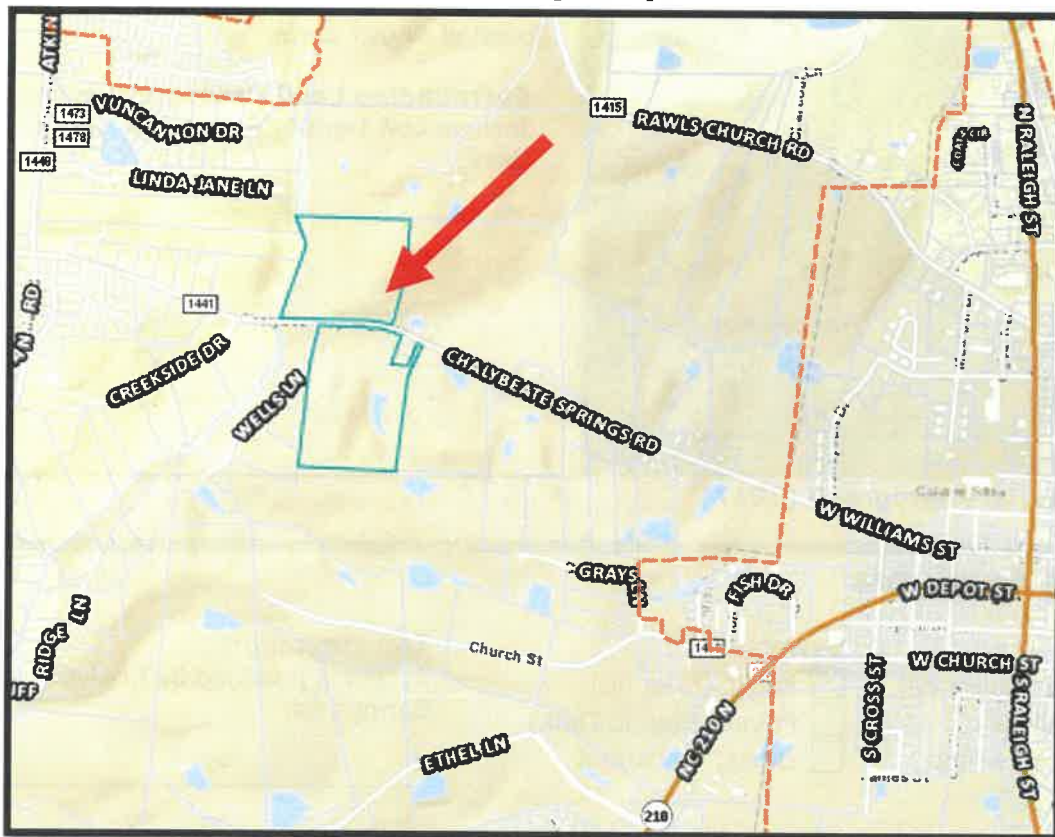 ATKIN
1473
VUNCANNON DR
1478
1446
LINDA JANE LN
1415
RAWLS CHURCH RD
N RALEIGH ST
1441
CREEKSIDE DR
WELLS LN
CHALYBEATE SPRINGS RD
W WILLIAMS ST
GRAYS
FISH DR
W DEPOT ST
RIDGE LN
UFF
Church St
W CHURCH ST
S CROSS ST
S RALEIGH ST
ETHEL LN
NC 210 N
210